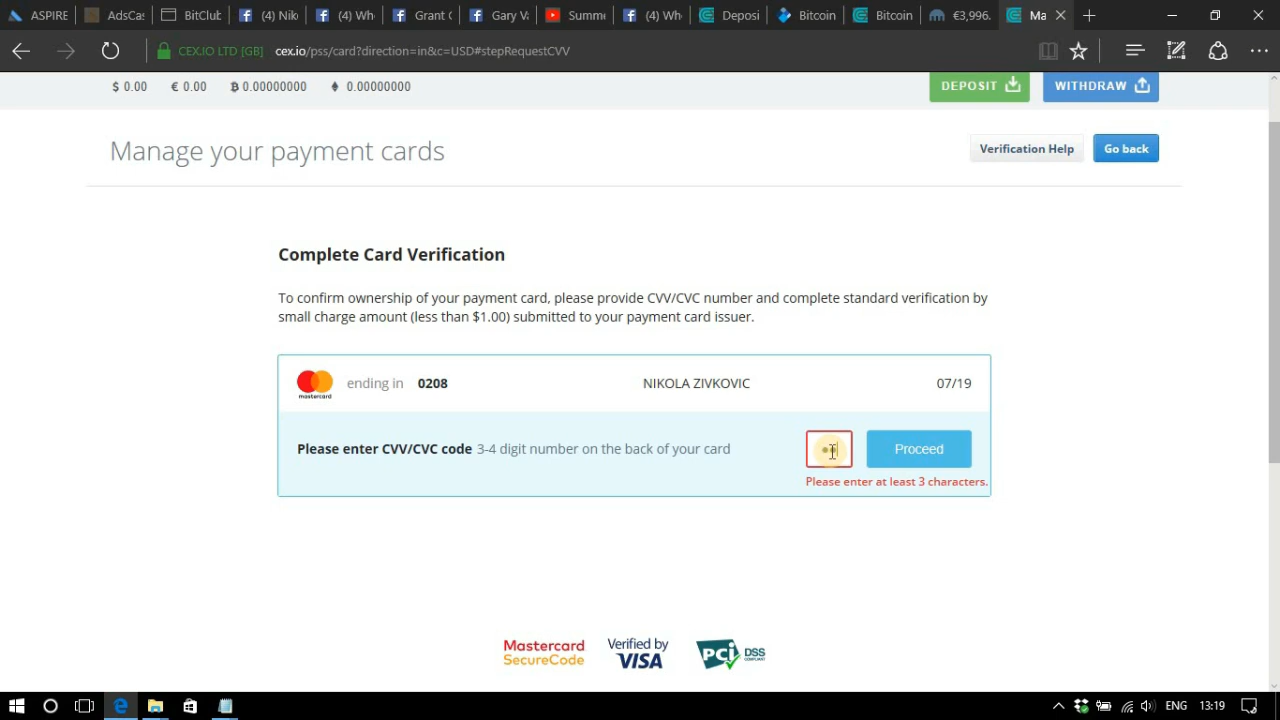 ASPIRE
AdsCas
BitClub
(4) Nik
(4) Wh
Grant C
Gary V
Summe
(4) Wh
Deposi
Bitcoin
Bitcoin
€3,996.
Ma
CEX.IO LTD [GB]
cex.io/pss/card?direction=in&c=USD#stepRequestCVV
$ 0.00
€ 0.00
0.00000000
0.00000000
DEPOSIT
WITHDRAW
Manage your payment cards
Verification Help
Go back
Complete Card Verification
To confirm ownership of your payment card, please provide CVV/CVC number and complete standard verification by
small charge amount (less than $1.00) submitted to your payment card issuer.
mastercard
ending in 0208
NIKOLA ZIVKOVIC
07/19
Please enter CVV/CVC code 3-4 digit number on the back of your card
Proceed
Please enter at least 3 characters.
Mastercard
SecureCode
Verified by
VISA
PCI
DSS
COMPLIANT
ENG
13:19